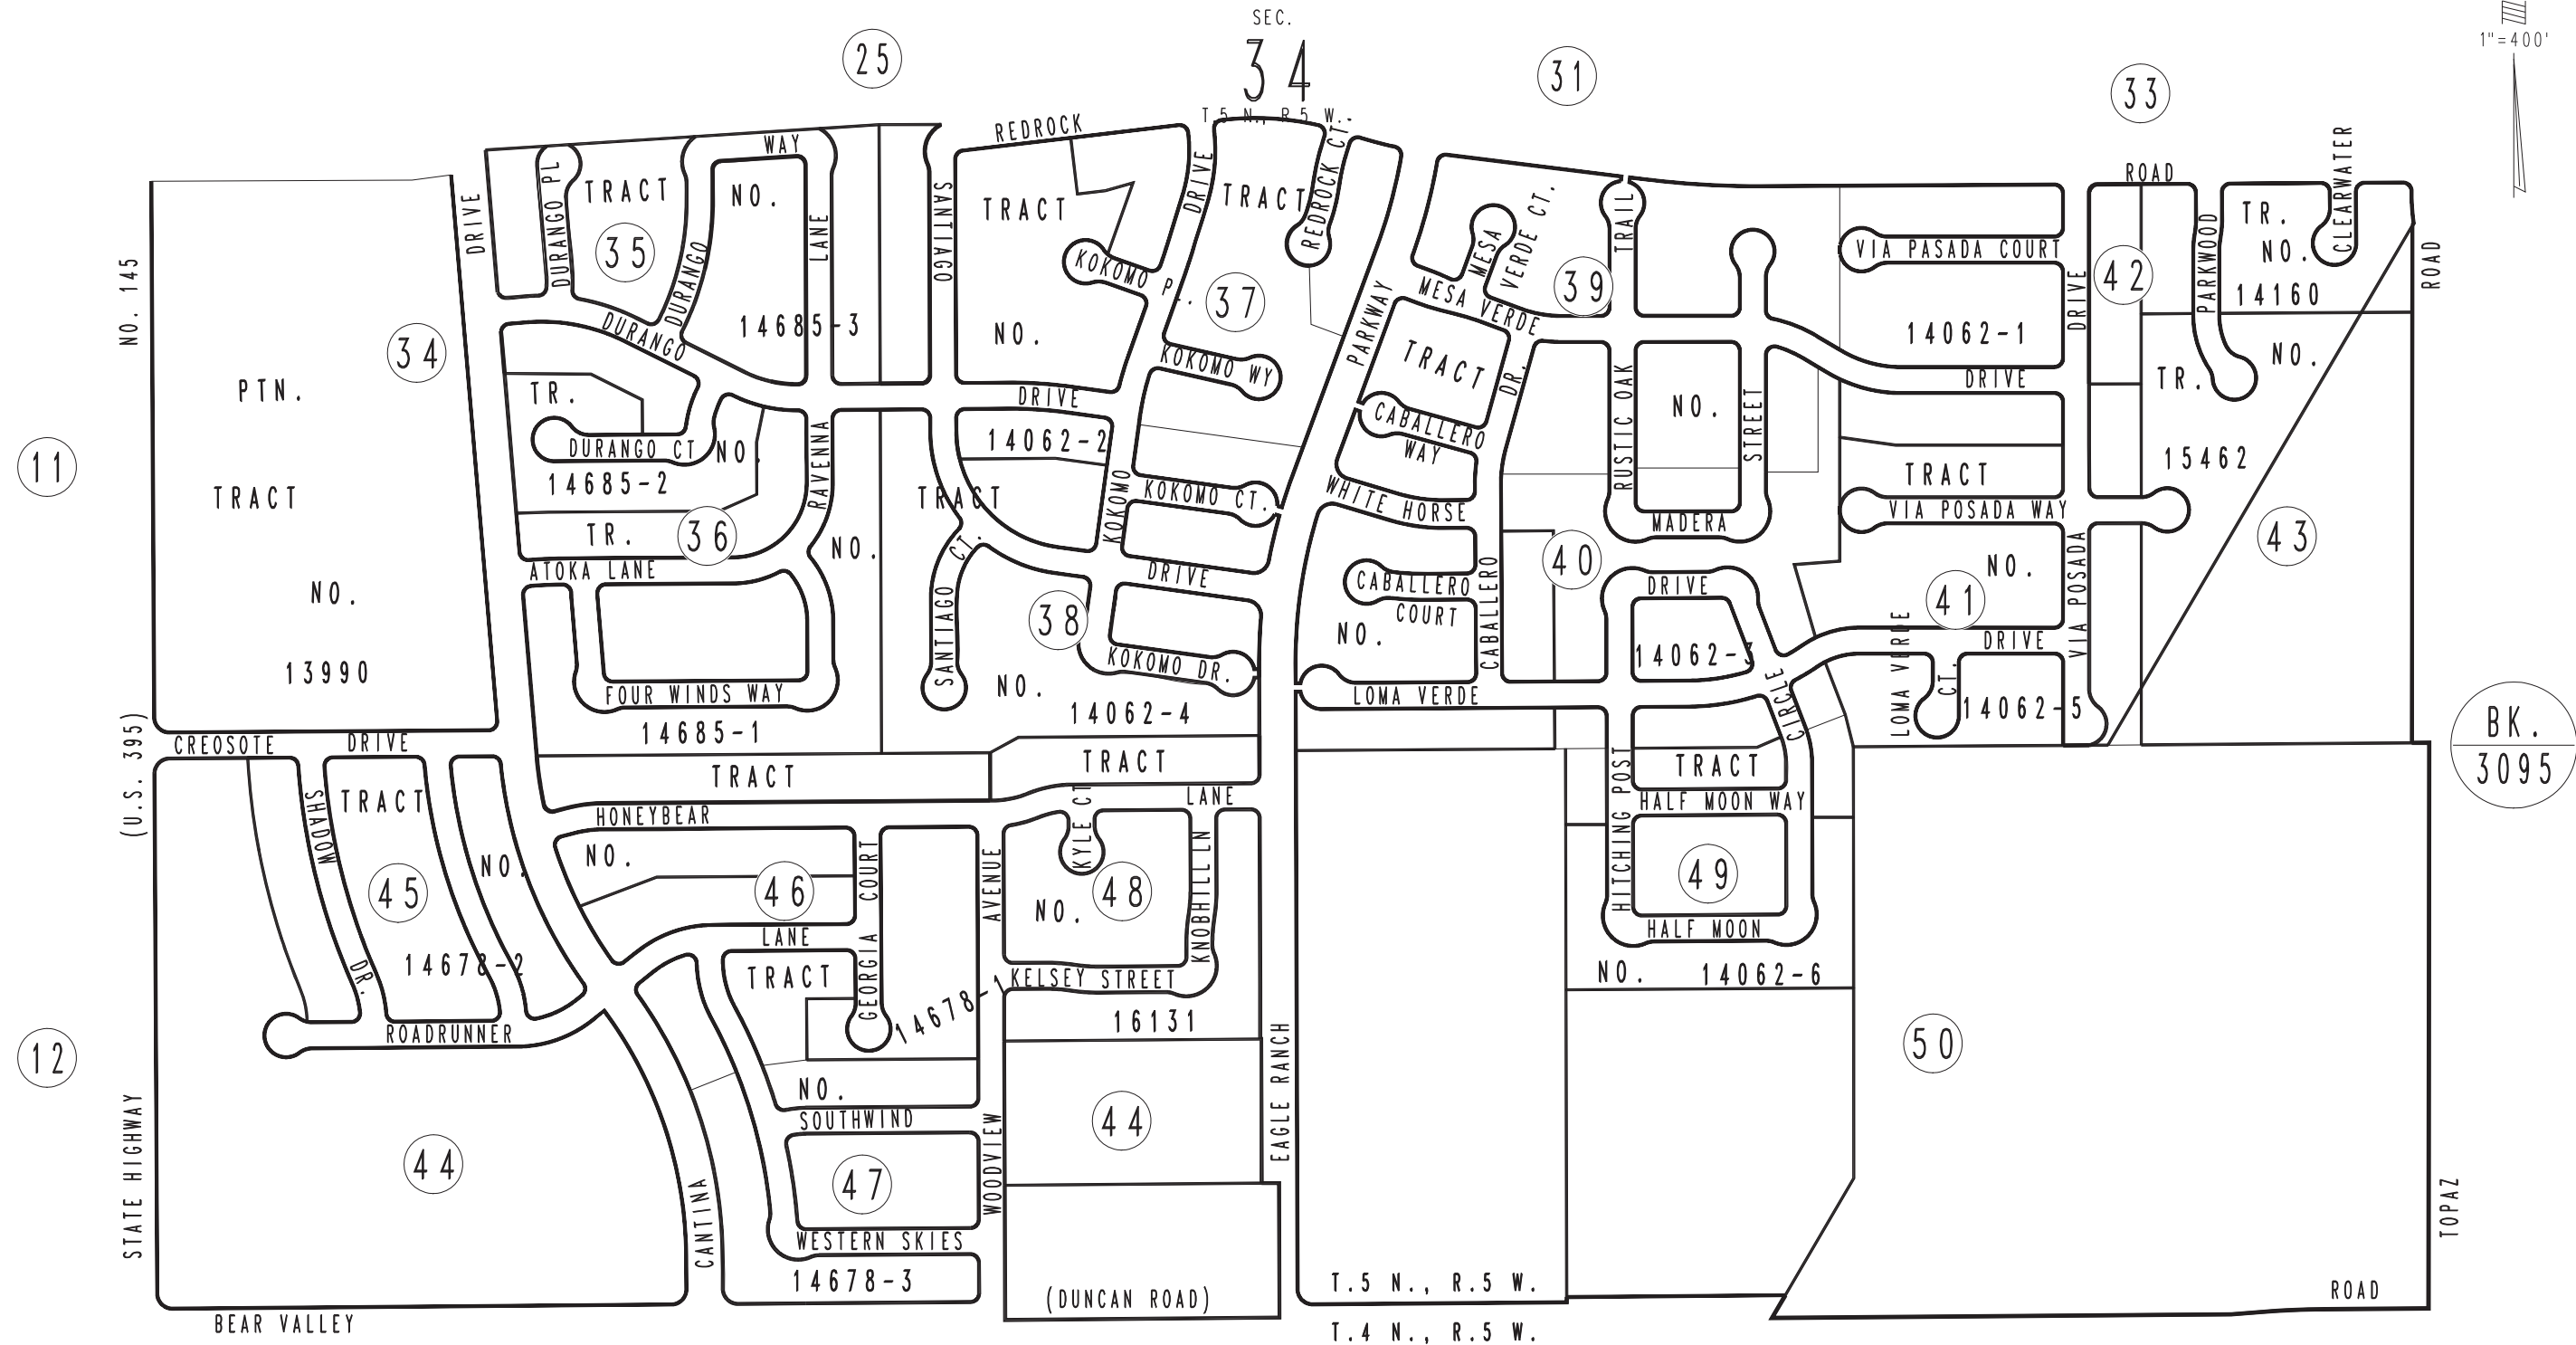 SEC.
34
T.5 N., R.5 W.
1"=400'
25
31
33
REDROCK
WAY
ROAD
CLEARWATER
DRIVE
DURANGO PL
TRACT
NO.
LANE
SANTIAGO
TRACT
DRIVE
TRACT
REDROCK CT.
MESA
VERDE CT.
TRAIL
VIA PASADA COURT
DRIVE
42
PARKWOOD
TR.
NO.
14160
ROAD
NO. 145
35
DURANGO
DURANGO
KOKOMO PL.
37
PARKWAY
MESA VERDE
39
34
14685-3
NO.
KOKOMO WY
TRACT
14062-1
NO.
PTN.
TR.
DRIVE
DR.
RUSTIC OAK
NO.
STREET
DRIVE
TR.
11
DURANGO CT.
NO.
RAVENNA
14062-2
CABALLERO
WAY
15462
TRACT
14685-2
TRACT
KOKOMO
KOKOMO CT.
WHITE HORSE
TRACT
VIA POSADA WAY
MADERA
TR.
36
NO.
CT.
43
ATOKA LANE
DRIVE
CABALLERO
COURT
CABALLERO
40
DRIVE
NO.
41
VIA POSADA
NO.
SANTIAGO
38
NO.
14062-3
LOMA VERDE
CT.
DRIVE
13990
KOKOMO DR.
NO.
FOUR WINDS WAY
LOMA VERDE
CIRCLE
14685-1
14062-4
14062-5
BK.
3095
(U.S. 395)
CREOSOTE
DRIVE
TRACT
TRACT
HITCHING POST
TRACT
SHADOW
TRACT
HONEYBEAR
KYLE CT
LANE
HALF MOON WAY
NO.
NO.
COURT
AVENUE
KNOBHILL LN
45
46
48
49
NO.
DR.
14678-2
LANE
GEORGIA
HALF MOON
TRACT
14678-1
KELSEY STREET
NO.
14062-6
ROADRUNNER
16131
12
50
EAGLE RANCH
NO.
SOUTHWIND
44
STATE HIGHWAY
44
47
WOODVIEW
CANTINA
WESTERN SKIES
TOPAZ
14678-3
(DUNCAN ROAD)
T.5 N., R.5 W.
ROAD
BEAR VALLEY
T.4 N., R.5 W.